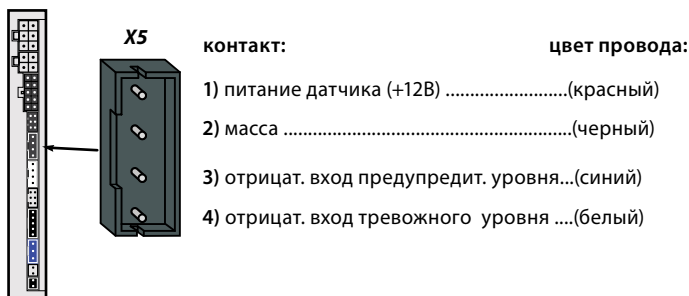 X5
контакт: цвет провода:
1) питание датчика (+12В) .........................(красный)
2) масса ...........................................................(черный)
3) отрицат. вход предупредит. уровня...(синий)
4) отрицат. вход тревожного уровня ....(белый)